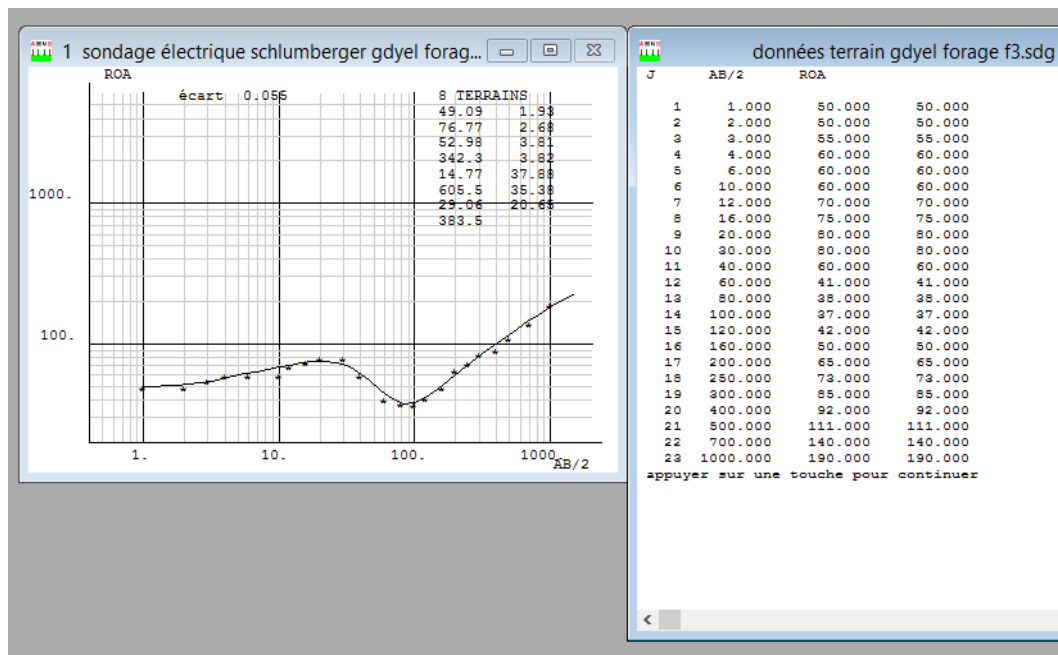 1 sondage électrique schlumberger gdyel forag...
ROA
écart 0.055
8 TERRAINS
49.09 1.93
76.77 2.68
52.98 3.81
342.3 3.82
14.77 37.88
605.5 35.38
29.06 20.65
383.5
1000.
100.
1. 10. 100. 1000.
AB/2
données terrain gdyel forage f3.sdg
J AB/2 ROA
1 1.000 50.000 50.000
2 2.000 50.000 50.000
3 3.000 55.000 55.000
4 4.000 60.000 60.000
5 6.000 60.000 60.000
6 10.000 60.000 60.000
7 12.000 70.000 70.000
8 16.000 75.000 75.000
9 20.000 80.000 80.000
10 30.000 80.000 80.000
11 40.000 60.000 60.000
12 60.000 41.000 41.000
13 80.000 38.000 38.000
14 100.000 37.000 37.000
15 120.000 42.000 42.000
16 160.000 50.000 50.000
17 200.000 65.000 65.000
18 250.000 73.000 73.000
19 300.000 85.000 85.000
20 400.000 92.000 92.000
21 500.000 111.000 111.000
22 700.000 140.000 140.000
23 1000.000 190.000 190.000
appuyer sur une touche pour continuer